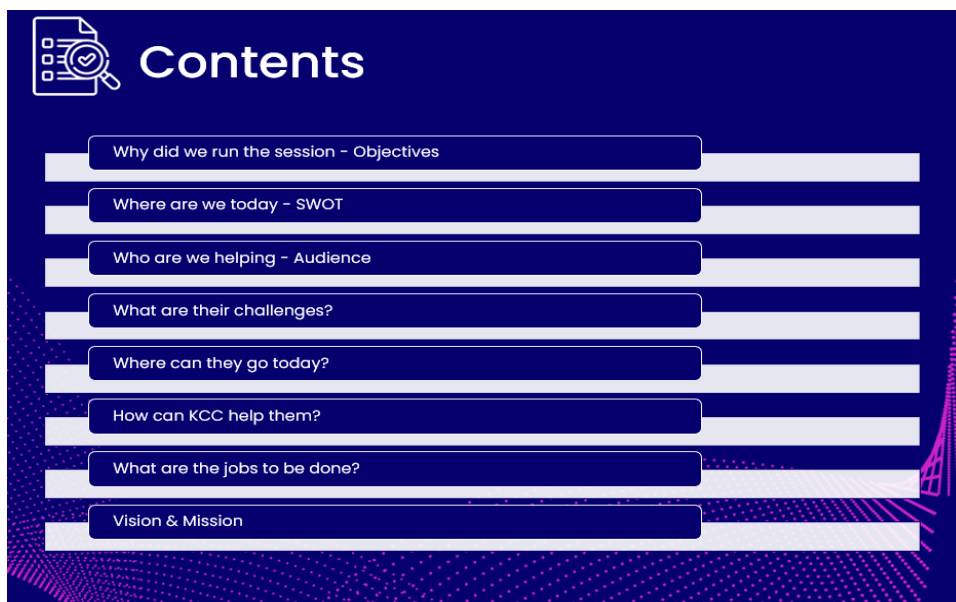 Contents
Why did we run the session - Objectives
Where are we today - SWOT
Who are we helping - Audience
What are their challenges?
Where can they go today?
How can KCC help them?
What are the jobs to be done?
Vision & Mission